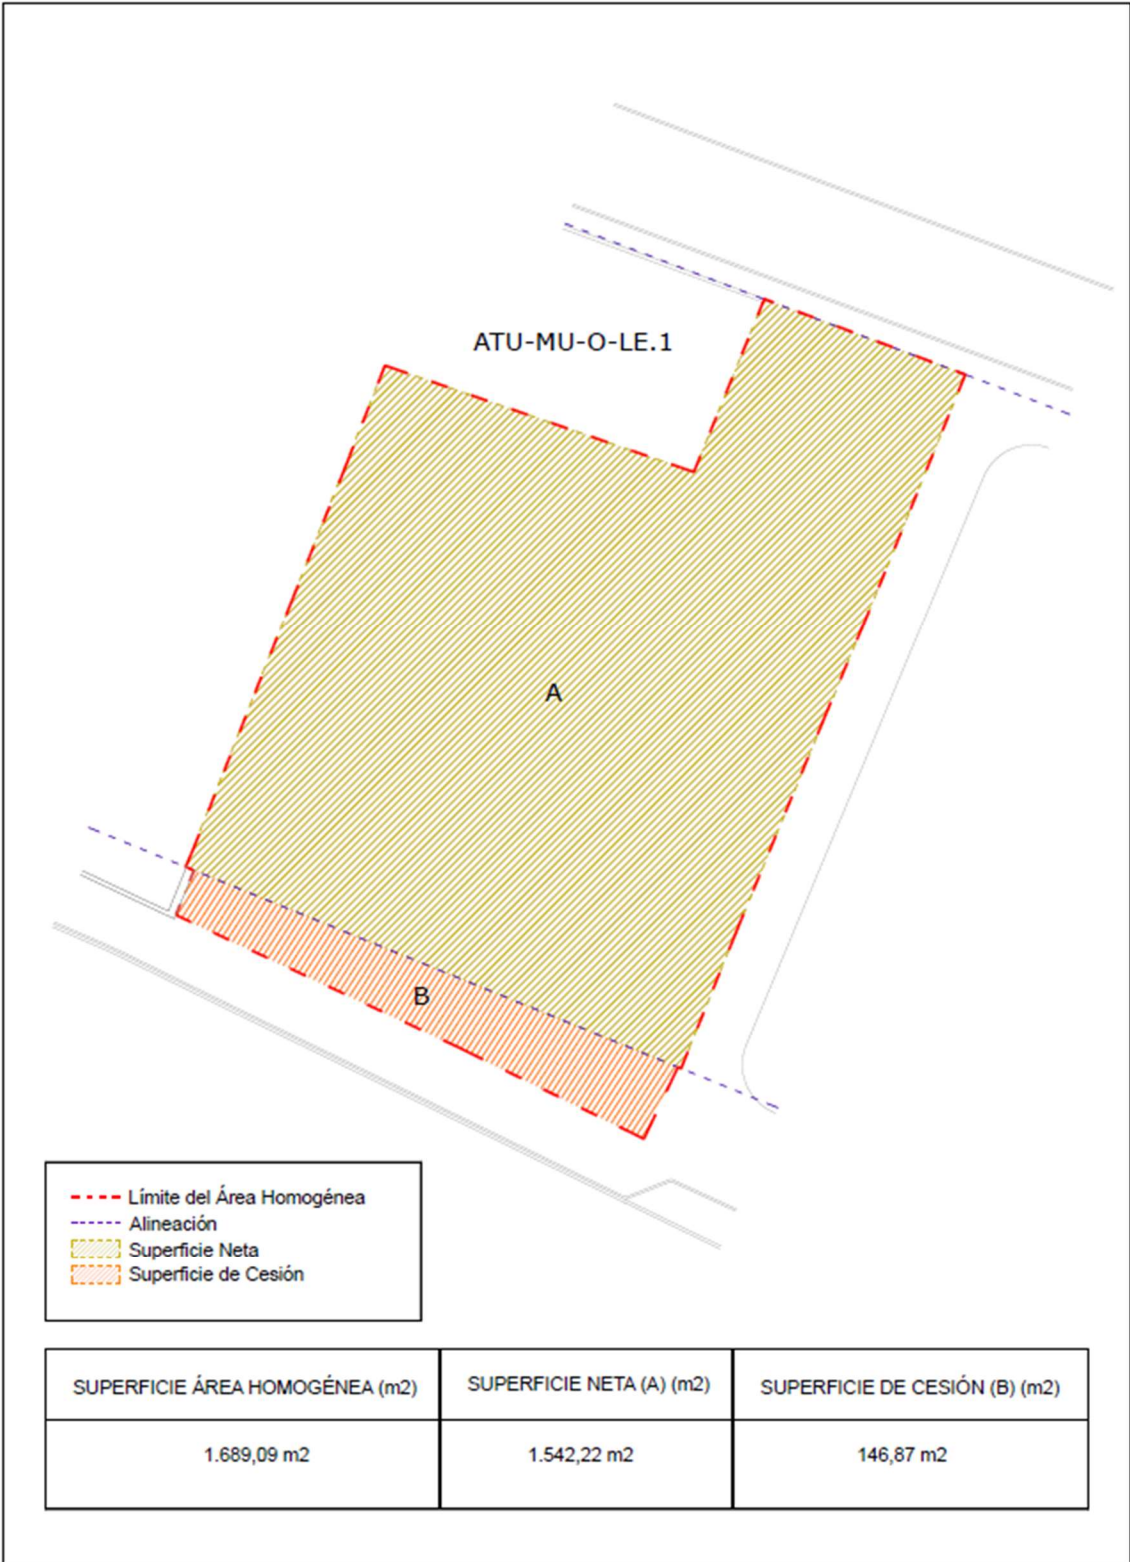 ATU-MU-O-LE.1
A
B
Límite del Área Homogénea
Alineación
Superficie Neta
Superficie de Cesión
SUPERFICIE ÁREA HOMOGÉNEA (m2) SUPERFICIE NETA (A) (m2) SUPERFICIE DE CESIÓN (B) (m2)
1.689,09 m2 1.542,22 m2 146,87 m2